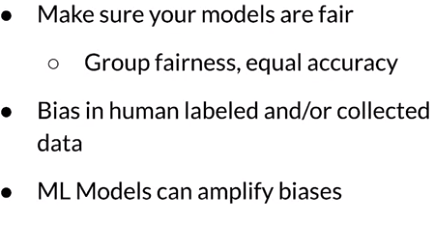 ● Make sure your models are fair
○ Group fairness, equal accuracy
● Bias in human labeled and/or collected
data
● ML Models can amplify biases